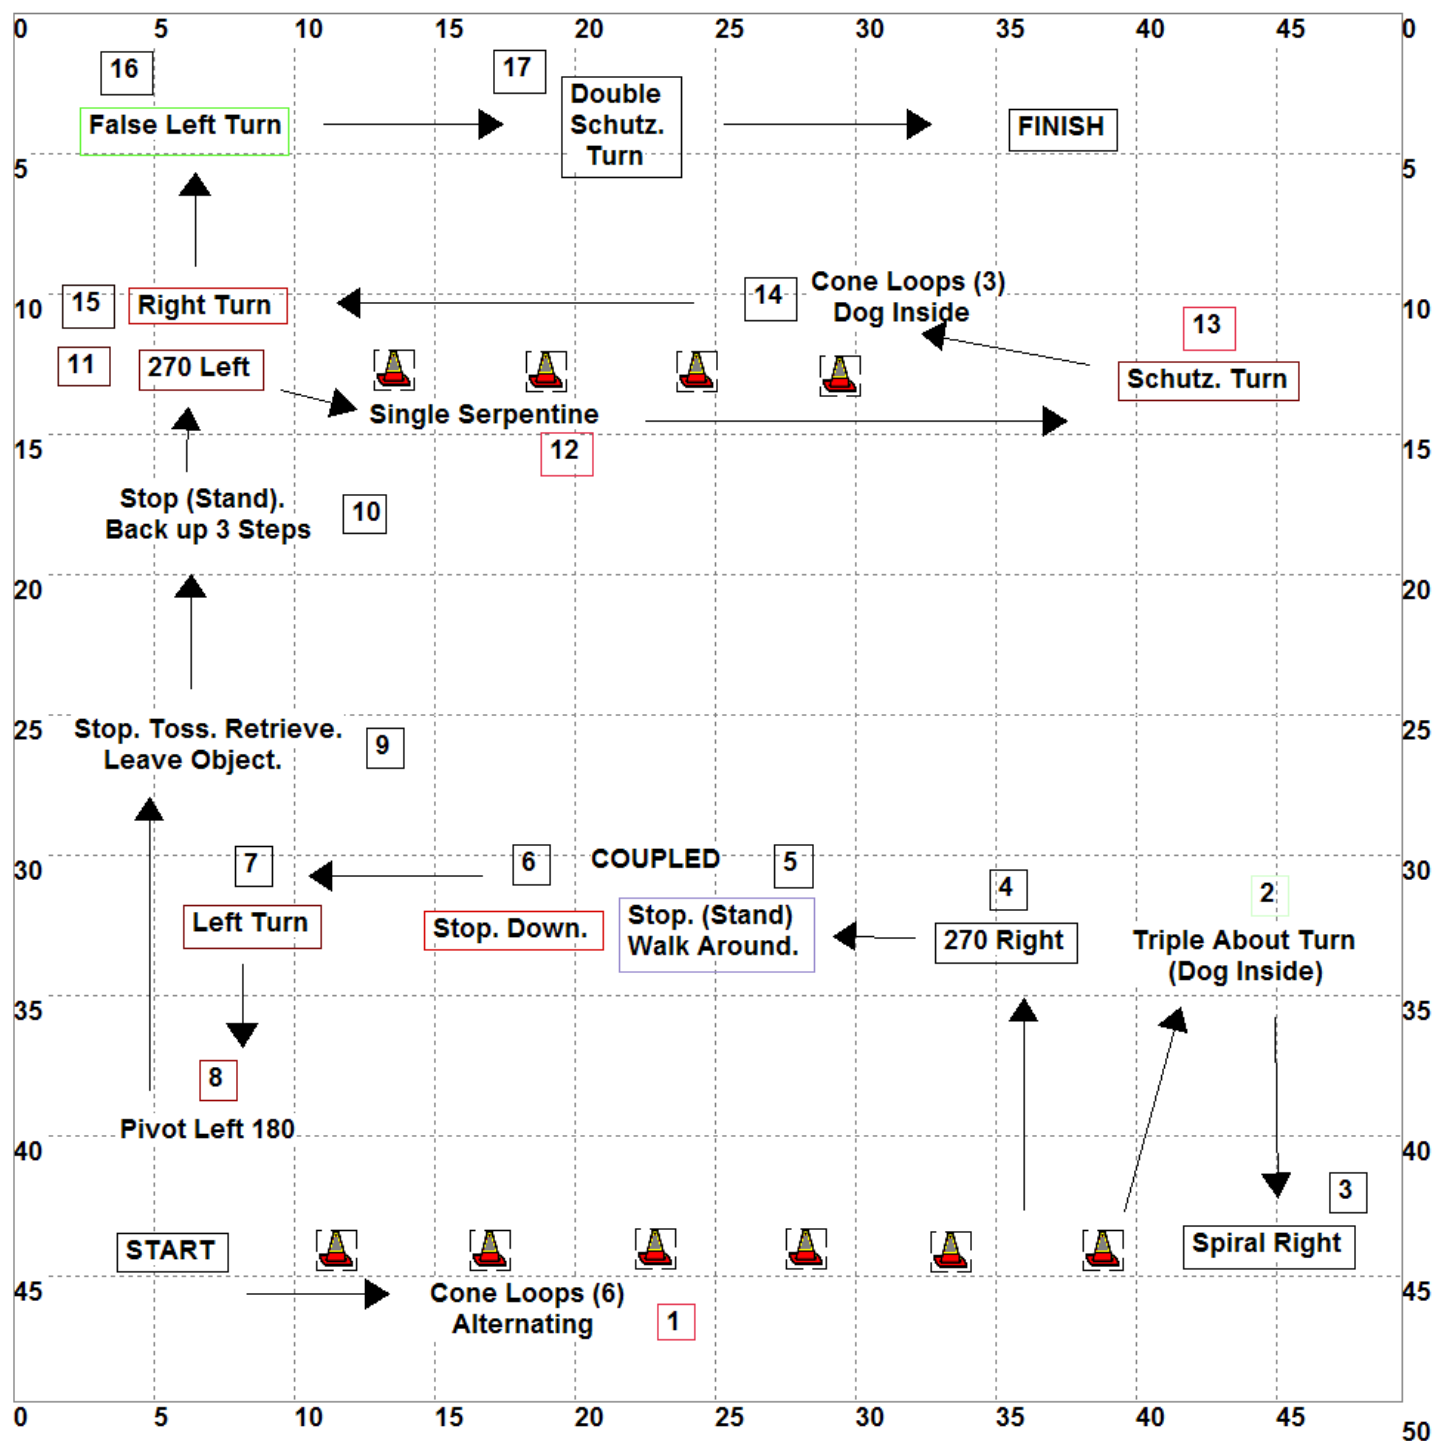 0 5 10 15 20 25 30 35 40 45 0
16
17
False Left Turn
Double
Schutz.
Turn
FINISH
5 5
10 10
15
Right Turn
14
Cone Loops (3)
Dog Inside
13
11
270 Left
Schutz. Turn
Single Serpentine
12
15 15
Stop (Stand).
Back up 3 Steps
10
20 20
25 25
Stop. Toss. Retrieve.
Leave Object.
9
30 30
7
6
COUPLED
5
4
2
Left Turn
Stop. Down.
Stop. (Stand)
Walk Around.
270 Right
Triple About Turn
(Dog Inside)
35 35
8
Pivot Left 180
40 40
3
START
Spiral Right
45 45
Cone Loops (6)
Alternating
1
0 5 10 15 20 25 30 35 40 45 50